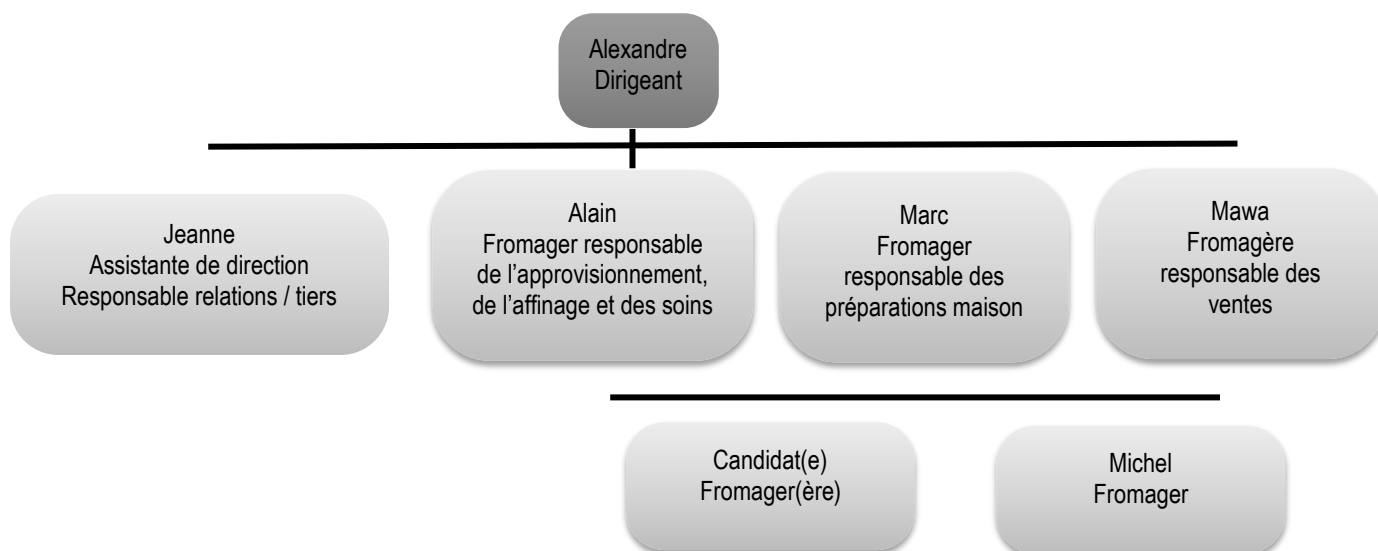 Alexandre
Dirigeant
Jeanne
Assistante de direction
Responsable relations / tiers
Alain
Fromager responsable
de l’approvisionnement,
de l’affinage et des soins
Marc
Fromager
responsable des
préparations maison
Mawa
Fromagère
responsable des
ventes
Candidat(e)
Fromager(ère)
Michel
Fromager